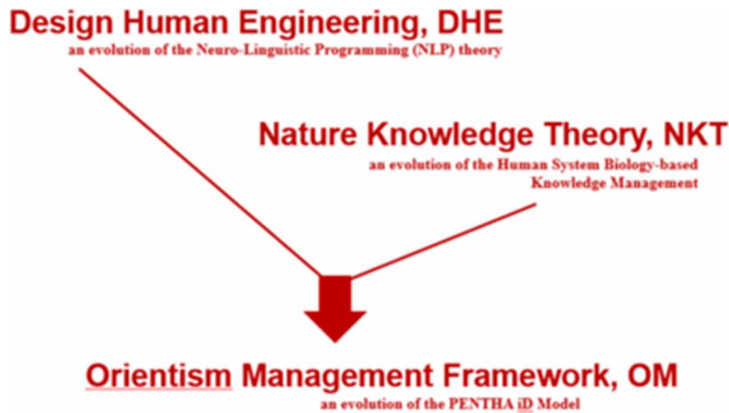 Design Human Engineering, DHE
an evolution of the Neuro-Linguistic Programming (NLP) theory
Nature Knowledge Theory, NKT
an evolution of the Human System Biology-based
Knowledge Management
Orientism Management Framework, OM
an evolution of the PENTHA iD Model